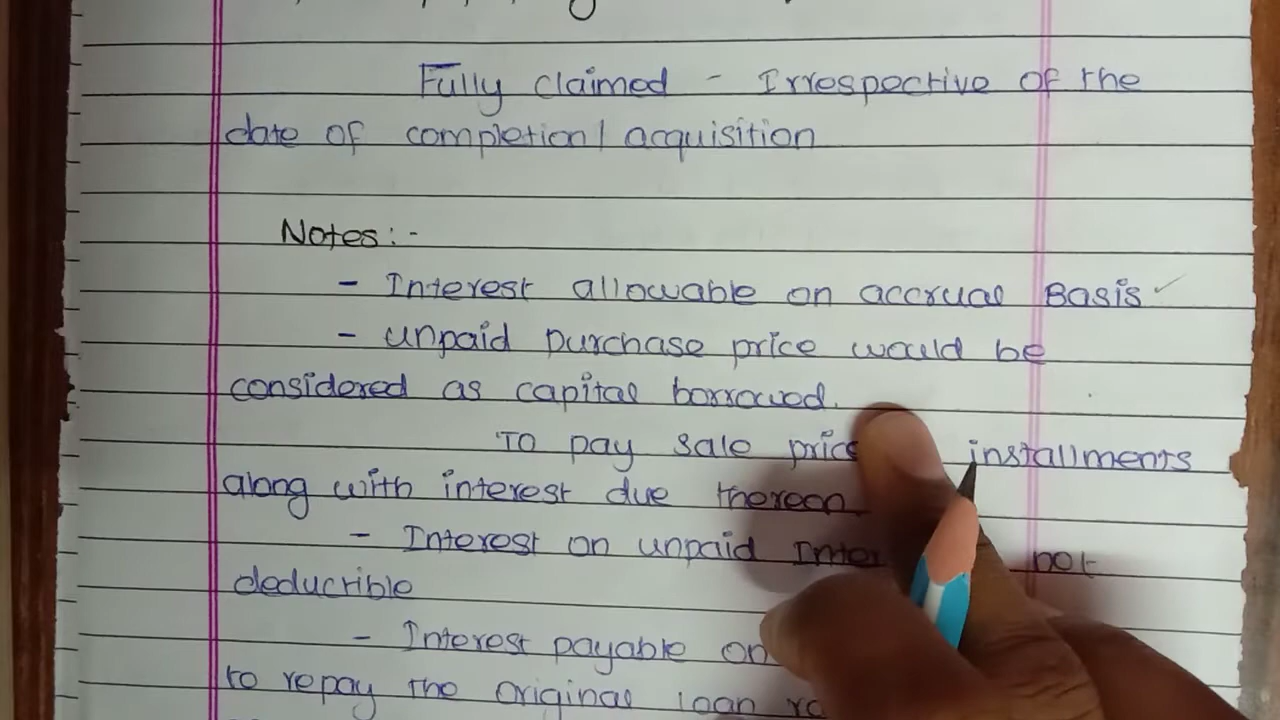 Fully claimed - Irrespective of the
date of completion/ acquisition
Notes:-
- Interest allowable on accrual Basis
- unpaid purchase price would be
considered as capital borrowed.
To pay sale installments
along with interest due thereon
- Interest on unpaid not
deductible
- Interest payable on
to repay the original loan